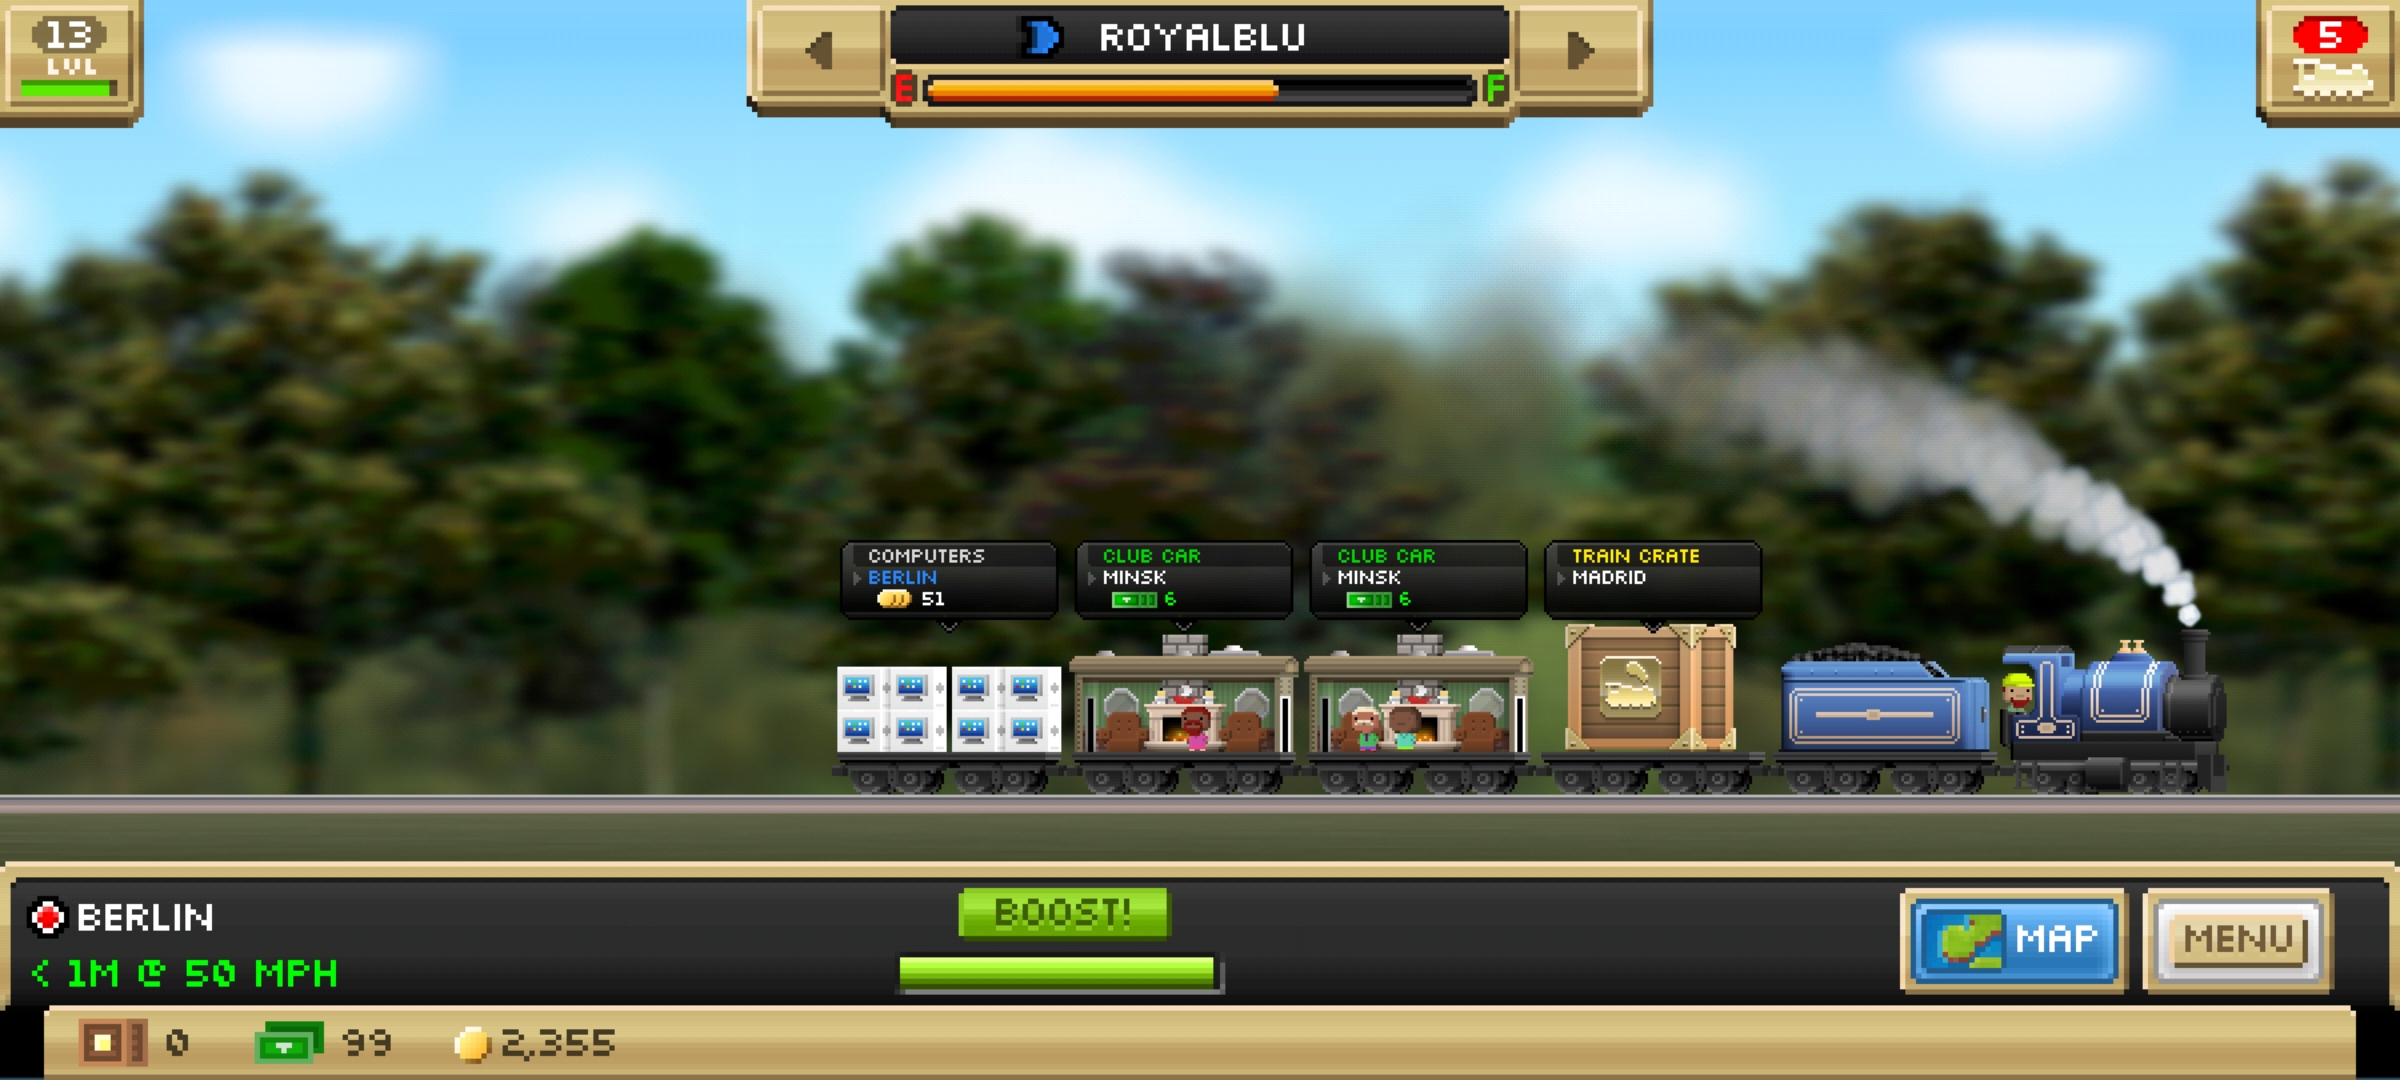 13
LVL
ROYALBLU
E F
5
COMPUTERS
BERLIN
51
CLUB CAR
MINSK
6
CLUB CAR
MINSK
6
TRAIN CRATE
MADRID
BERLIN
< 1M @ 50 MPH
BOOST!
MAP
MENU
0
99
2,355